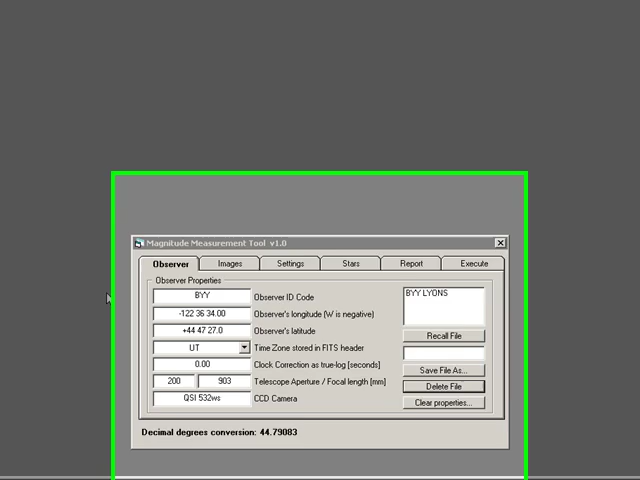 Magnitude Measurement Tool v1.0
Observer Images Settings Stars Report Execute
Observer Properties
BYY Observer ID Code
-122 36 34.00 Observer's longitude (W is negative)
+44 47 27.0 Observer's latitude
UT Time Zone stored in FITS header
0.00 Clock Correction as true-log [seconds]
200 903 Telescope Aperture / Focal length [mm]
QSI 532ws CCD Camera
BYY LYONS
Recall File
Save File As...
Delete File
Clear properties...
Decimal degrees conversion: 44.79083